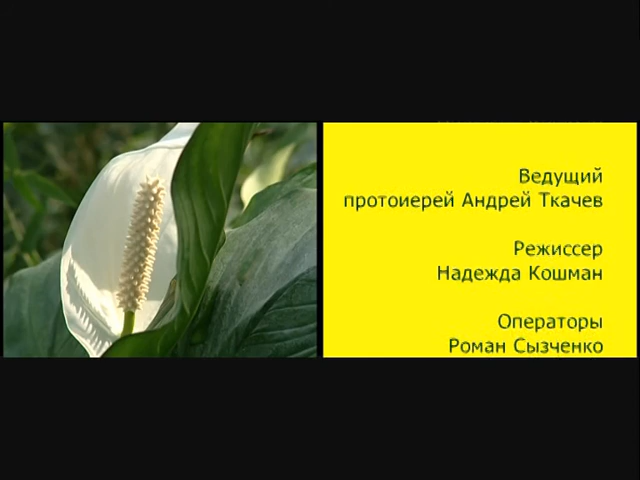 Ведущий
протоиерей Андрей Ткачев
Режиссер
Надежда Кошман
Операторы
Роман Сызченко